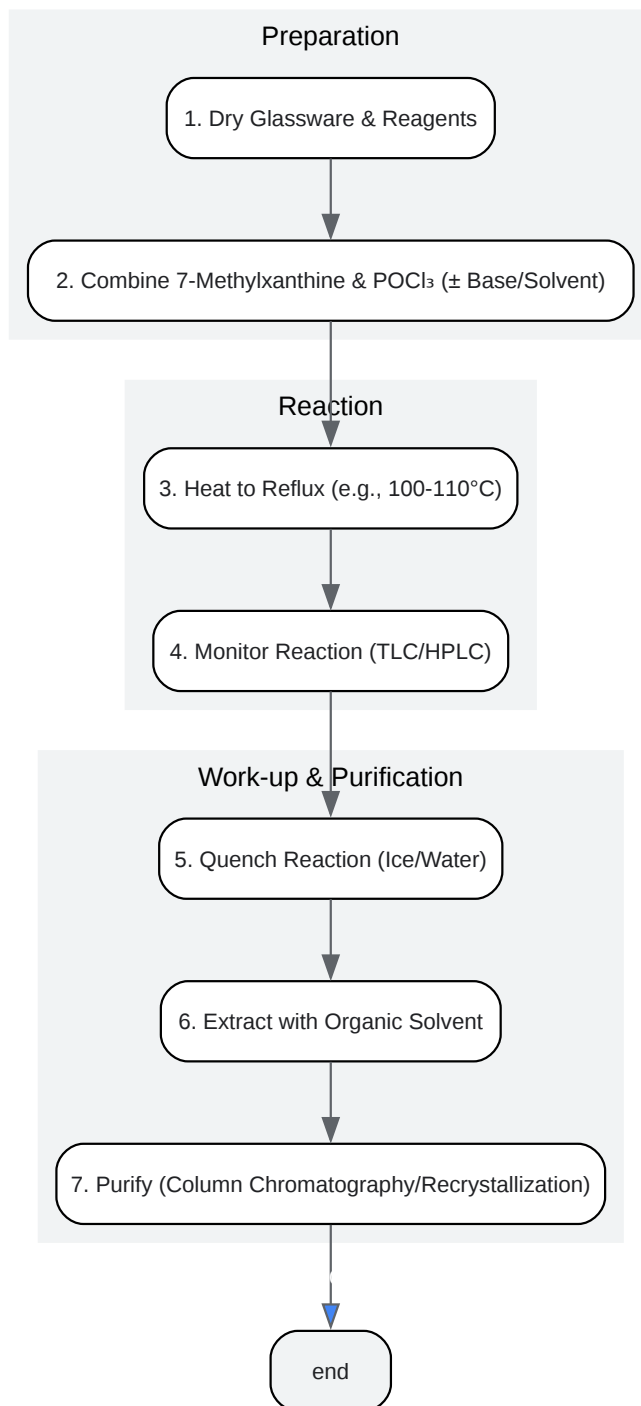 Preparation
1. Dry Glassware & Reagents
2. Combine 7-Methylxanthine & POCl₃ (± Base/Solvent)
Reaction
3. Heat to Reflux (e.g., 100-110°C)
4. Monitor Reaction (TLC/HPLC)
Work-up & Purification
5. Quench Reaction (Ice/Water)
6. Extract with Organic Solvent
7. Purify (Column Chromatography/Recrystallization)
end